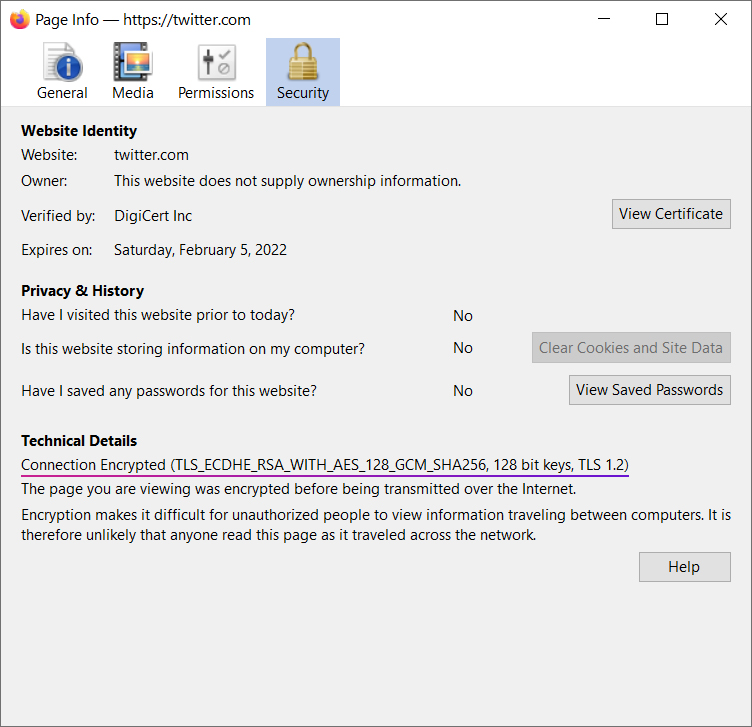 Page Info — https://twitter.com
General Media Permissions Security
Website Identity
Website: twitter.com
Owner: This website does not supply ownership information.
Verified by: DigiCert Inc View Certificate
Expires on: Saturday, February 5, 2022
Privacy & History
Have I visited this website prior to today? No
Is this website storing information on my computer? No Clear Cookies and Site Data
Have I saved any passwords for this website? No View Saved Passwords
Technical Details
Connection Encrypted (TLS_ECDHE_RSA_WITH_AES_128_GCM_SHA256, 128 bit keys, TLS 1.2)
The page you are viewing was encrypted before being transmitted over the Internet.
Encryption makes it difficult for unauthorized people to view information traveling between computers. It is
therefore unlikely that anyone read this page as it traveled across the network.
Help